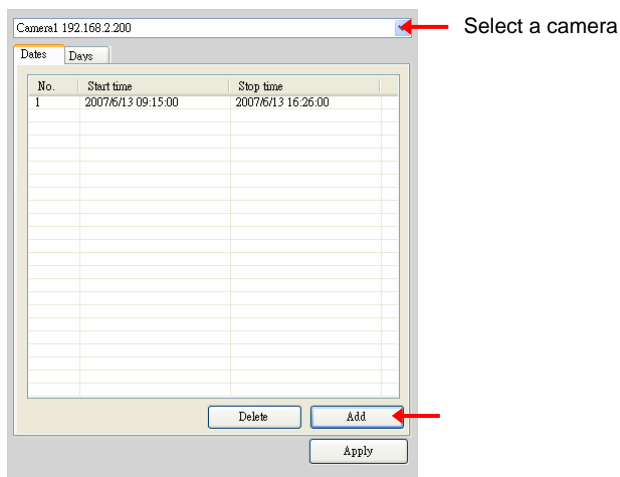 Camera1 192.168.2.200
Select a camera
Dates Days
No. Start time Stop time
1 2007/6/13 09:15:00 2007/6/13 16:26:00
Delete Add
Apply